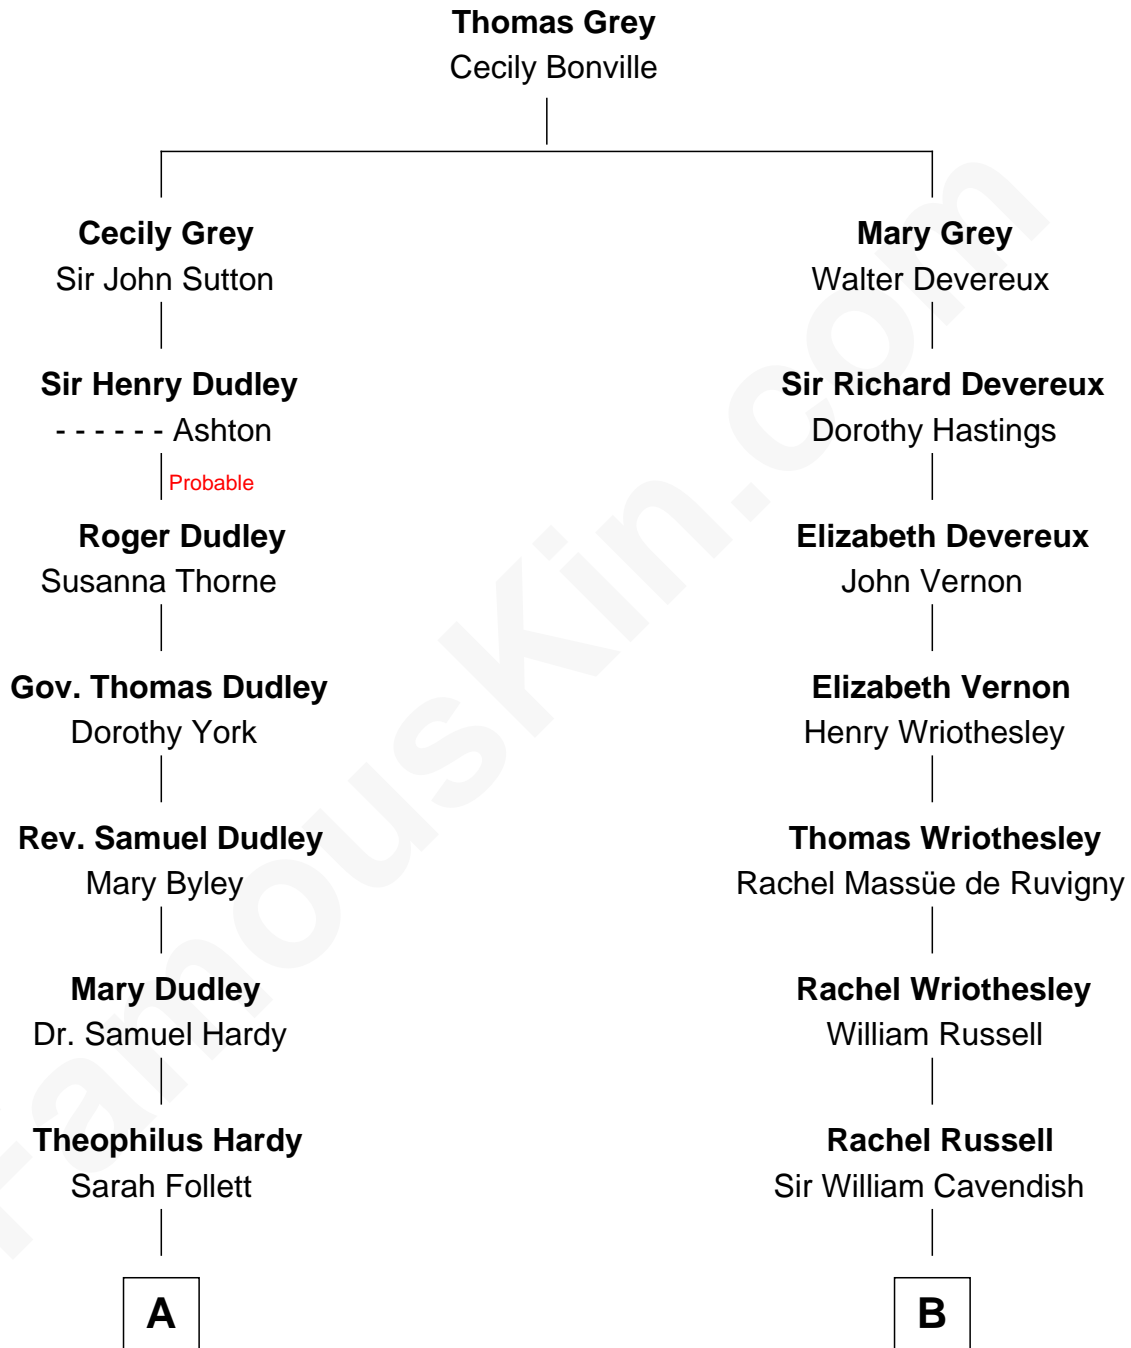 Thomas Grey
Cecily Bonville
Cecily Grey
Sir John Sutton
Mary Grey
Walter Devereux
Sir Henry Dudley
- - - - - - Ashton
Sir Richard Devereux
Dorothy Hastings
Probable
Roger Dudley
Susanna Thorne
Elizabeth Devereux
John Vernon
Gov. Thomas Dudley
Dorothy York
Elizabeth Vernon
Henry Wriothesley
Rev. Samuel Dudley
Mary Byley
Thomas Wriothesley
Rachel Massüe de Ruvigny
Mary Dudley
Dr. Samuel Hardy
Rachel Wriothesley
William Russell
Theophilus Hardy
Sarah Follett
Rachel Russell
Sir William Cavendish
A
B
FamousKin.com